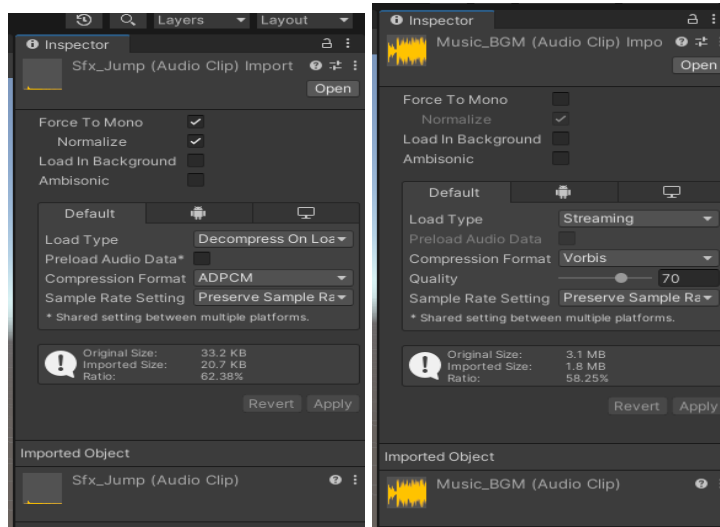 Layers Layout
Inspector
Sfx_Jump (Audio Clip) Import
Open
Force To Mono
Normalize
Load In Background
Ambisonic
Default
Load Type Decompress On Loa
Preload Audio Data*
Compression Format ADPCM
Sample Rate Setting Preserve Sample Ra
* Shared setting between multiple platforms.
Original Size: 33.2 KB
Imported Size: 20.7 KB
Ratio: 62.38%
Revert Apply
Imported Object
Sfx_Jump (Audio Clip)
Inspector
Music_BGM (Audio Clip) Impo
Open
Force To Mono
Normalize
Load In Background
Ambisonic
Default
Load Type Streaming
Preload Audio Data
Compression Format Vorbis
Quality 70
Sample Rate Setting Preserve Sample Ra
* Shared setting between multiple platforms.
Original Size: 3.1 MB
Imported Size: 1.8 MB
Ratio: 58.25%
Revert Apply
Imported Object
Music_BGM (Audio Clip)